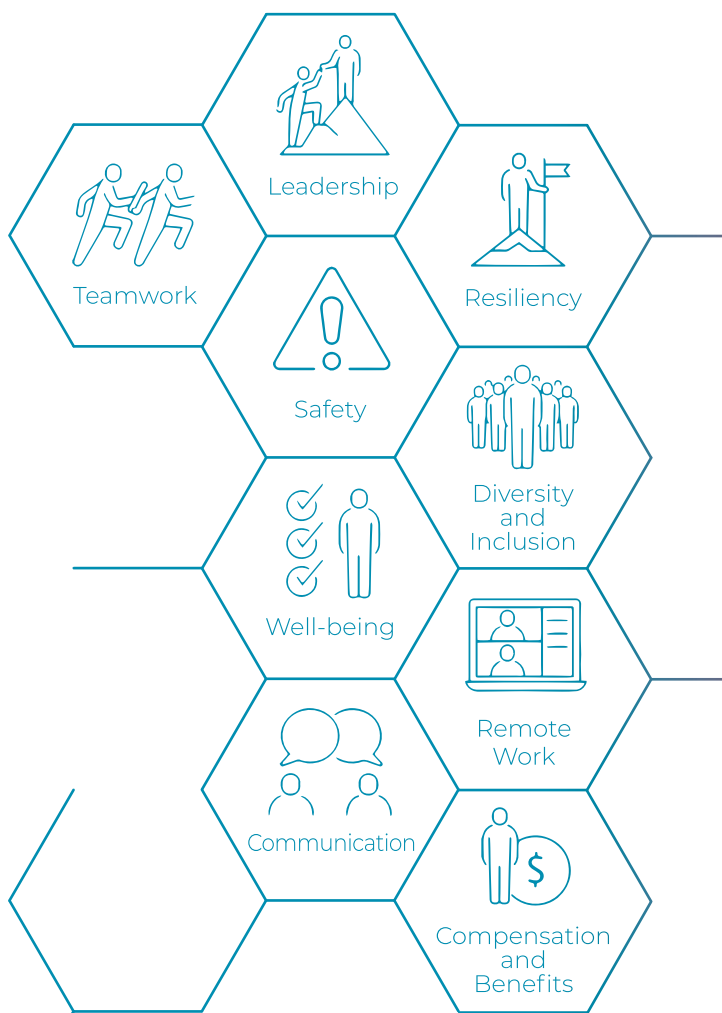 Leadership
Teamwork
Resiliency
Safety
Diversity
and
Inclusion
Well-being
Remote
Work
Communication
$
Compensation
and
Benefits